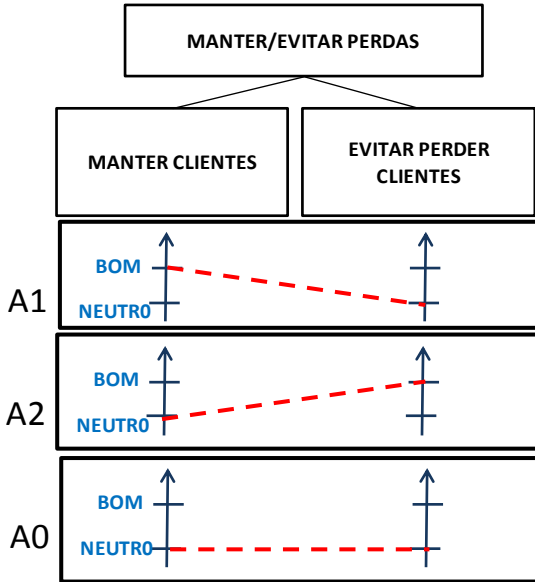 MANTER/EVITAR PERDAS
MANTER CLIENTES
EVITAR PERDER
CLIENTES
A1
BOM
NEUTR0
A2
BOM
NEUTR0
A0
BOM
NEUTR0